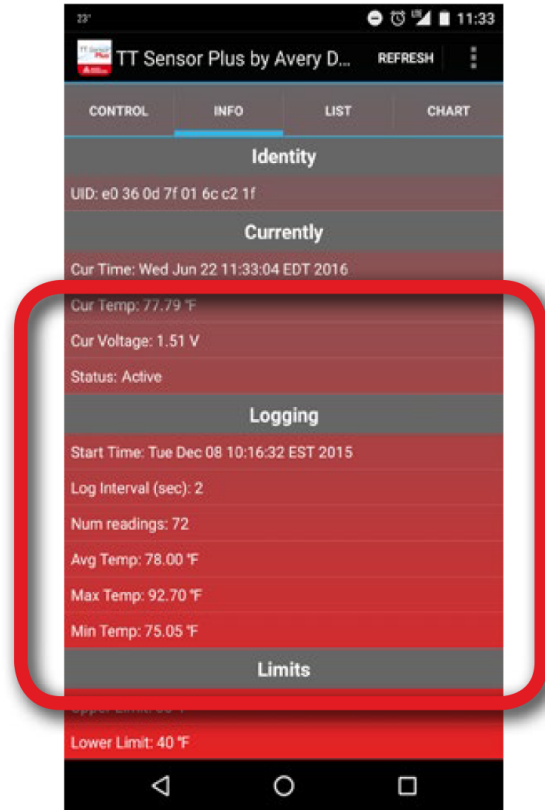 23°
11:33
TT Sensor Plus by Avery D... REFRESH
CONTROL INFO LIST CHART
Identity
UID: e0 36 0d 7f 01 6c c2 1f
Currently
Cur Time: Wed Jun 22 11:33:04 EDT 2016
Cur Temp: 77.79 °F
Cur Voltage: 1.51 V
Status: Active
Logging
Start Time: Tue Dec 08 10:16:32 EST 2015
Log Interval (sec): 2
Num readings: 72
Avg Temp: 78.00 °F
Max Temp: 92.70 °F
Min Temp: 75.05 °F
Limits
Upper Limit:
Lower Limit: 40 °F